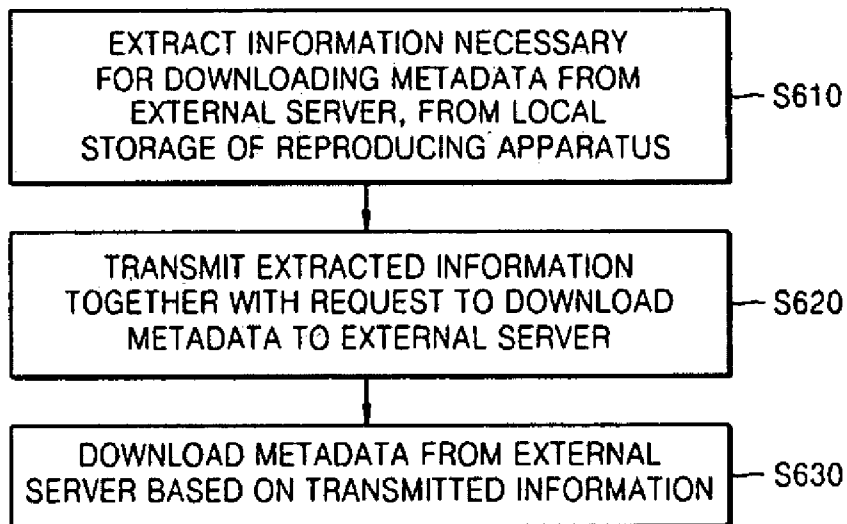 EXTRACT INFORMATION NECESSARY
FOR DOWNLOADING METADATA FROM
EXTERNAL SERVER, FROM LOCAL
STORAGE OF REPRODUCING APPARATUS
S610
TRANSMIT EXTRACTED INFORMATION
TOGETHER WITH REQUEST TO DOWNLOAD
METADATA TO EXTERNAL SERVER
S620
DOWNLOAD METADATA FROM EXTERNAL
SERVER BASED ON TRANSMITTED INFORMATION
S630